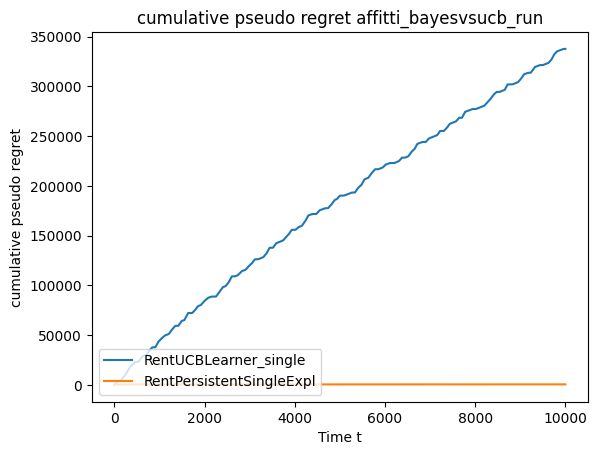 cumulative pseudo regret affitti_bayesvsucb_run
350000
300000
250000
200000
150000
100000
50000
0
cumulative pseudo regret
RentUCBLearner_single
RentPersistentSingleExpl
0
2000
4000
6000
8000
10000
Time t